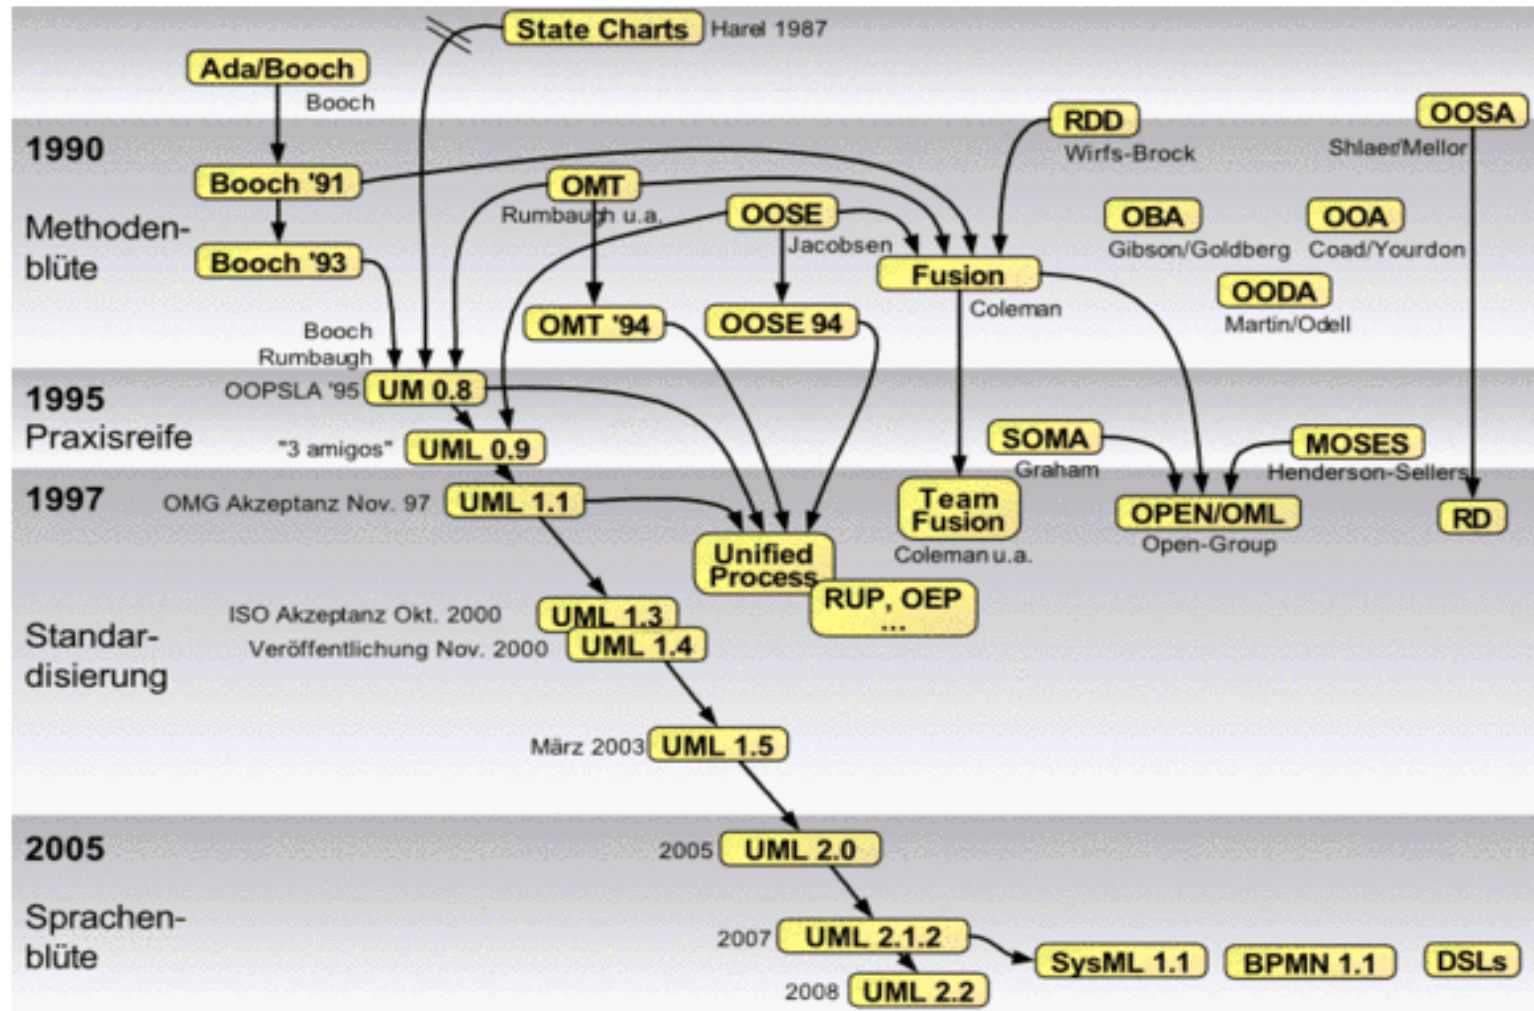 State Charts Harel 1987
Ada/Booch
Booch
RDD
Wirfs-Brock
OOSA
Shlaer/Mellor
1990
Methoden-
blüte
Booch '91
OMT
Rumbaugh u.a.
OOSE
Jacobsen
OBA
Gibson/Goldberg
OOA
Coad/Yourdon
Booch '93
Fusion
Coleman
OODA
Martin/Odell
OMT '94
OOSE 94
Booch
Rumbaugh
1995
Praxisreife
OOPSLA '95 UM 0.8
"3 amigos" UML 0.9
SOMA
Graham
MOSES
Henderson-Sellers
1997
OMG Akzeptanz Nov. 97 UML 1.1
Team
Fusion
Coleman u.a.
OPEN/OML
Open-Group
RD
Unified
Process
RUP, OEP
...
Standar-
disierung
ISO Akzeptanz Okt. 2000 UML 1.3
Veröffentlichung Nov. 2000 UML 1.4
März 2003 UML 1.5
2005
Sprachen-
blüte
2005 UML 2.0
2007 UML 2.1.2
SysML 1.1
BPMN 1.1
DSLs
2008 UML 2.2